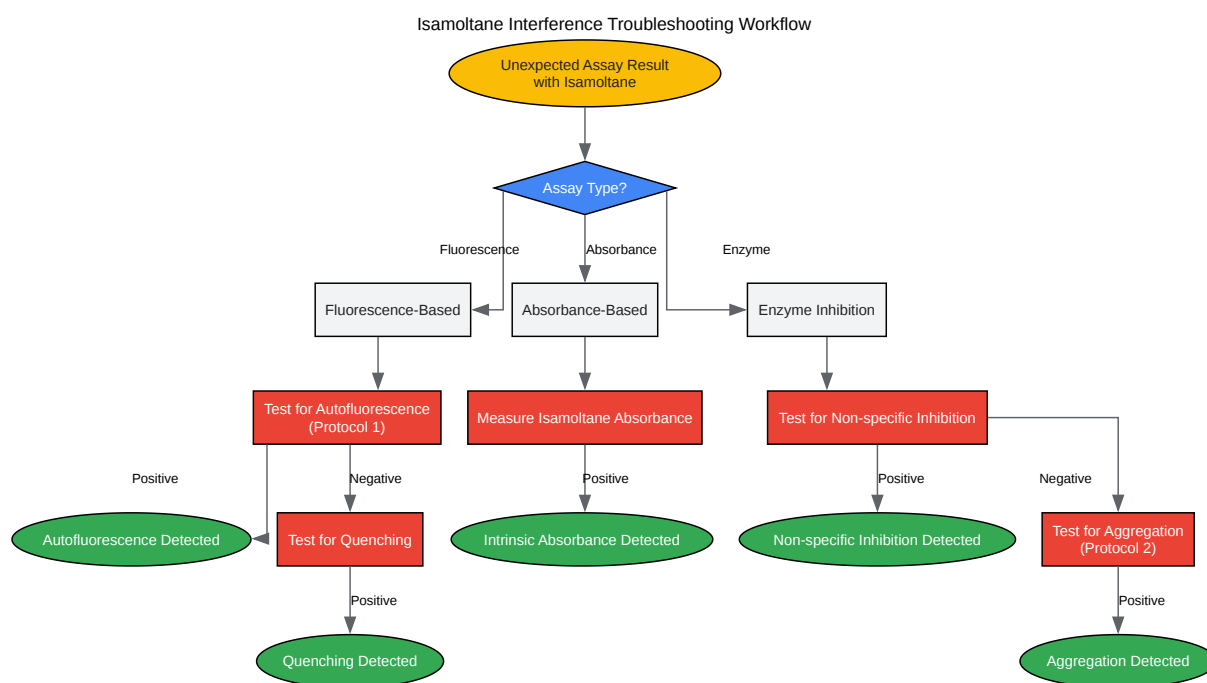 Isamoltane Interference Troubleshooting Workflow
Unexpected Assay Result
with Isamoltane
Assay Type?
Fluorescence
Absorbance
Enzyme
Fluorescence-Based
Absorbance-Based
Enzyme Inhibition
Test for Autofluorescence
(Protocol 1)
Measure Isamoltane Absorbance
Test for Non-specific Inhibition
Positive
Negative
Positive
Positive
Negative
Autofluorescence Detected
Test for Quenching
Intrinsic Absorbance Detected
Non-specific Inhibition Detected
Test for Aggregation
(Protocol 2)
Positive
Positive
Quenching Detected
Aggregation Detected